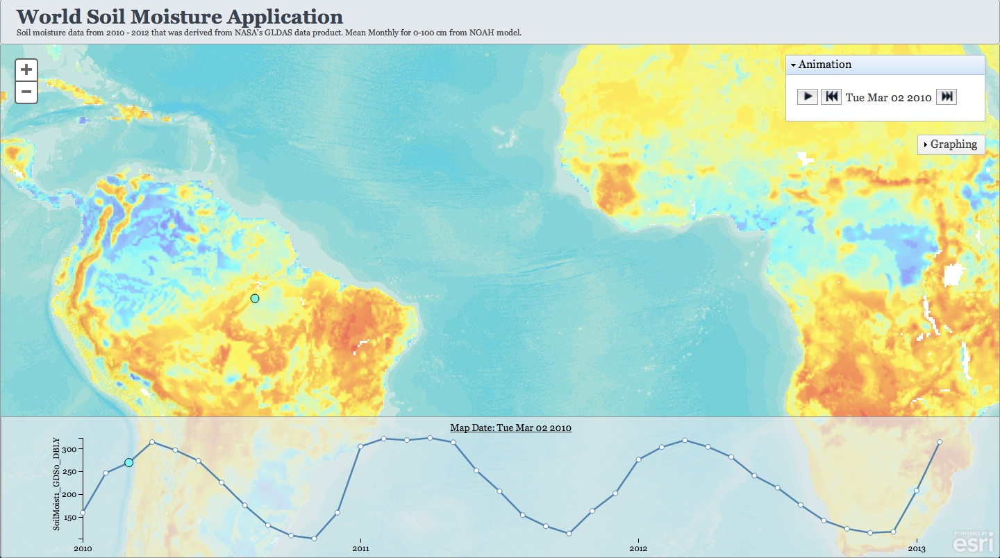 World Soil Moisture Application
Soil moisture data from 2010 - 2012 that was derived from NASA's GLDAS data product. Mean Monthly for 0-100 cm from NOAH model.
+
−
Animation
Tue Mar 02 2010
Graphing
Map Date: Tue Mar 02 2010
SoilMoist1_GDS0_DBLY
300
250
200
150
2010
2011
2012
2013
POWERED BY
esri